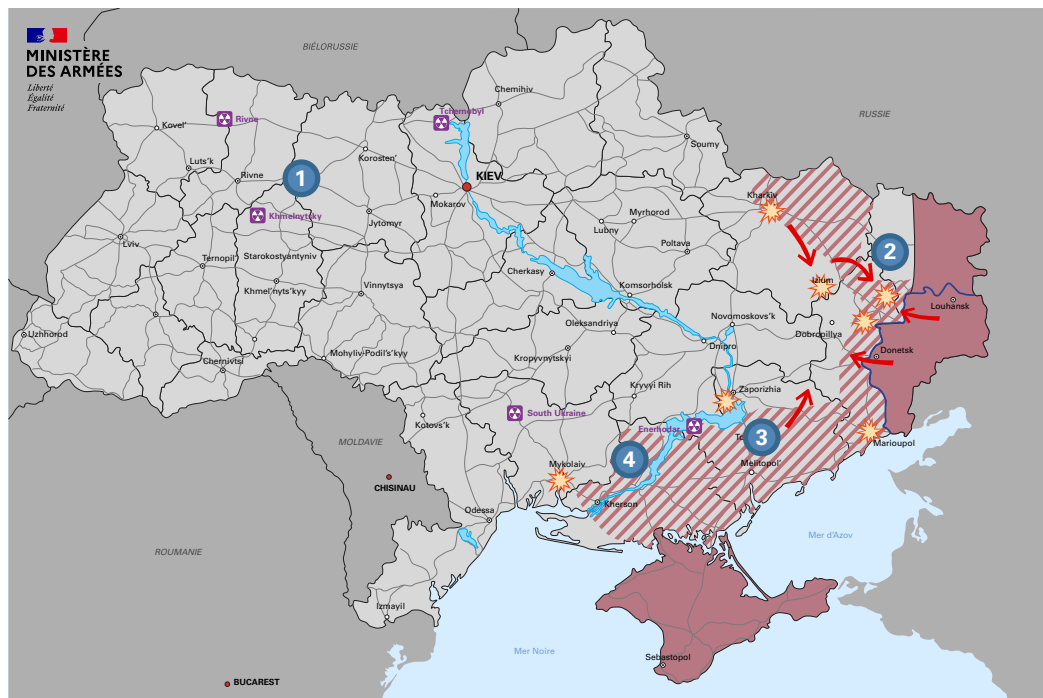 MINISTÈRE
DES ARMÉES
Liberté
Égalité
Fraternité
BIÉLORUSSIE
RUSSIE
Chernihiv
Tchernobyl
Rivne
Kovel'
Soumy
Korosten'
Luts'k
Rivne
1
KIEV
Kharkiv
Mokarov
Khmelnytsky
Jytomyr
Myrhorod
Lubny
Lviv
Poltava
2
Ternopil'
Starokostyantyniv
Cherkasy
Izium
Khmel'nyts'kyy
Vinnytsya
Komsorholsk
Louhansk
Novomoskovs'k
Oleksandriya
Uzhhorod
Dobropillya
Dnipro
Chernivtsi
Mohyliv-Podil's'kyy
Kropyvnytskyi
Donetsk
Kryvyi Rih
Zaporizhia
South Ukraine
Kotovs'k
Enerhodar
3
MOLDAVIE
Marioupol
4
Mykolaiv
Melitopol'
CHISINAU
Kherson
Odessa
Mer d'Azov
ROUMANIE
Izmayil
Mer Noire
Sebastopol
BUCAREST